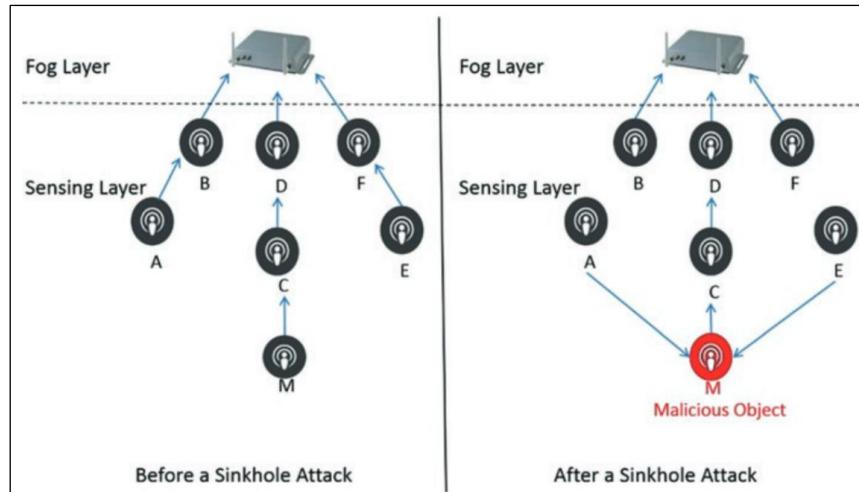 Fog Layer
Sensing Layer
B
D
F
A
C
E
M
Before a Sinkhole Attack
Fog Layer
Sensing Layer
B
D
F
A
C
E
M
Malicious Object
After a Sinkhole Attack